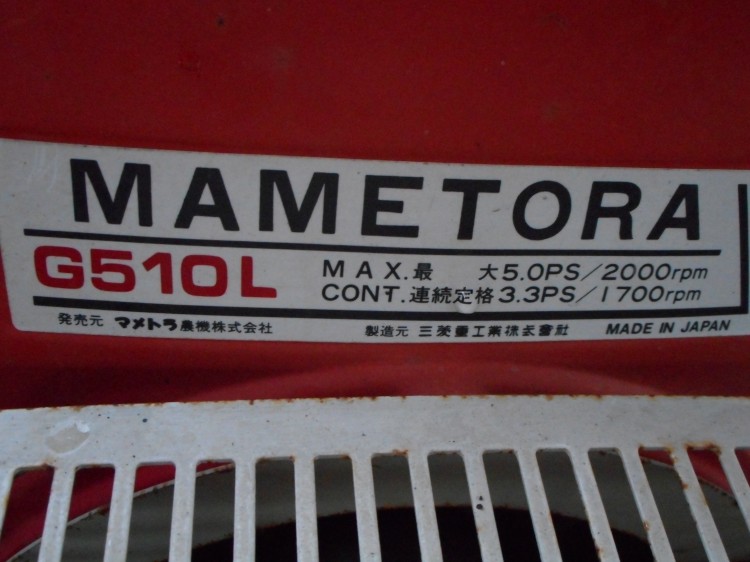 MAMETORA
G510L
MAX.最 大5.0PS/2000rpm
CONT.連続定格3.3PS/1700rpm
発売元 マメトラ農機株式会社 製造元 三菱重工業株式会社 MADE IN JAPAN